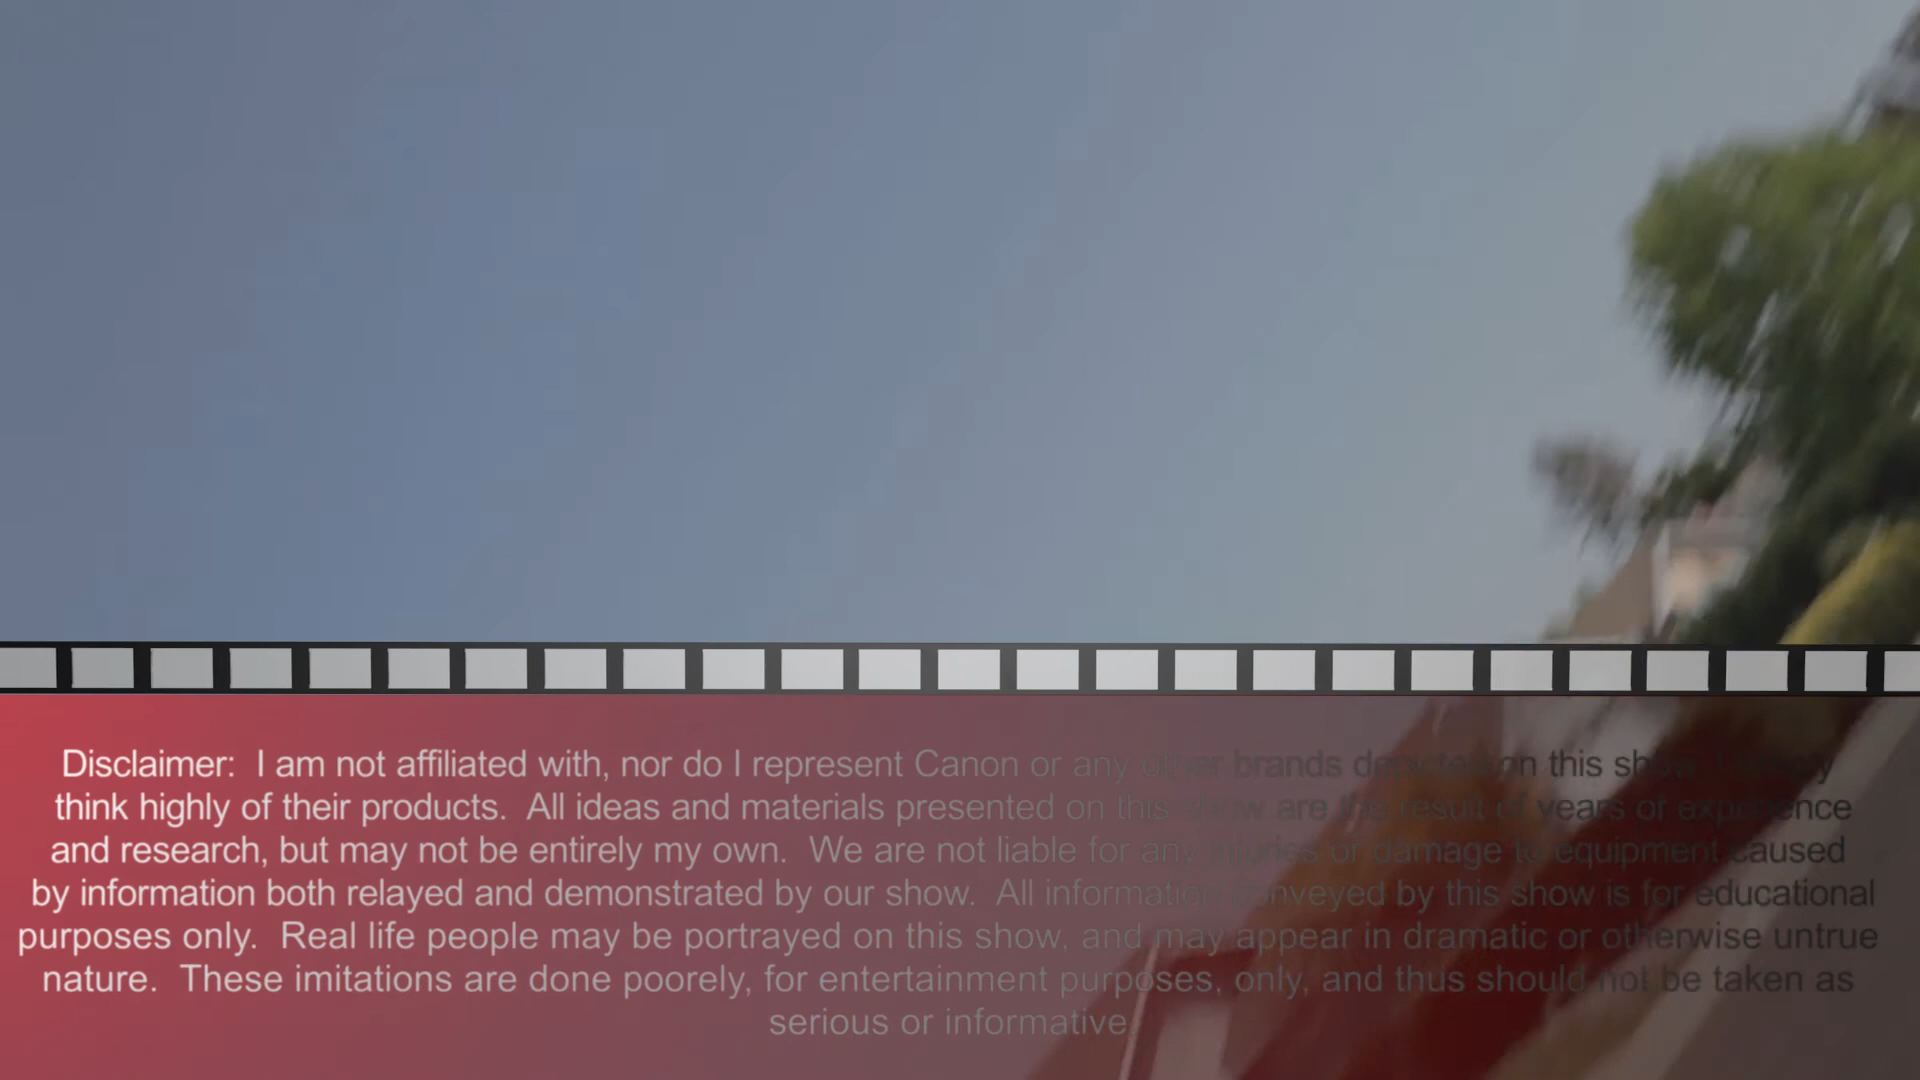 Disclaimer:  I am not affiliated with, nor do I represent Canon or any other brands depicted on this show.
think highly of their products.  All ideas and materials presented on this show are the result of years of experience
and research, but may not be entirely my own.  We are not liable for any injuries or damage to equipment caused
by information both relayed and demonstrated by our show.  All information conveyed by this show is for educational
purposes only.  Real life people may be portrayed on this show, and may appear in dramatic or otherwise untrue
nature.  These imitations are done poorely, for entertainment purposes, only, and thus should not be taken as
serious or informative